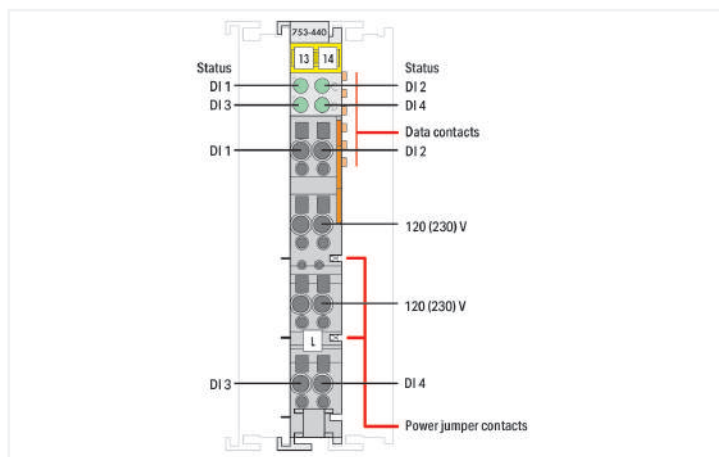 753-440
13 14
Status
Status
DI 1
DI 2
DI 3
DI 4
Data contacts
DI 1
DI 2
120 (230) V
120 (230) V
L
DI 3
DI 4
Power jumper contacts